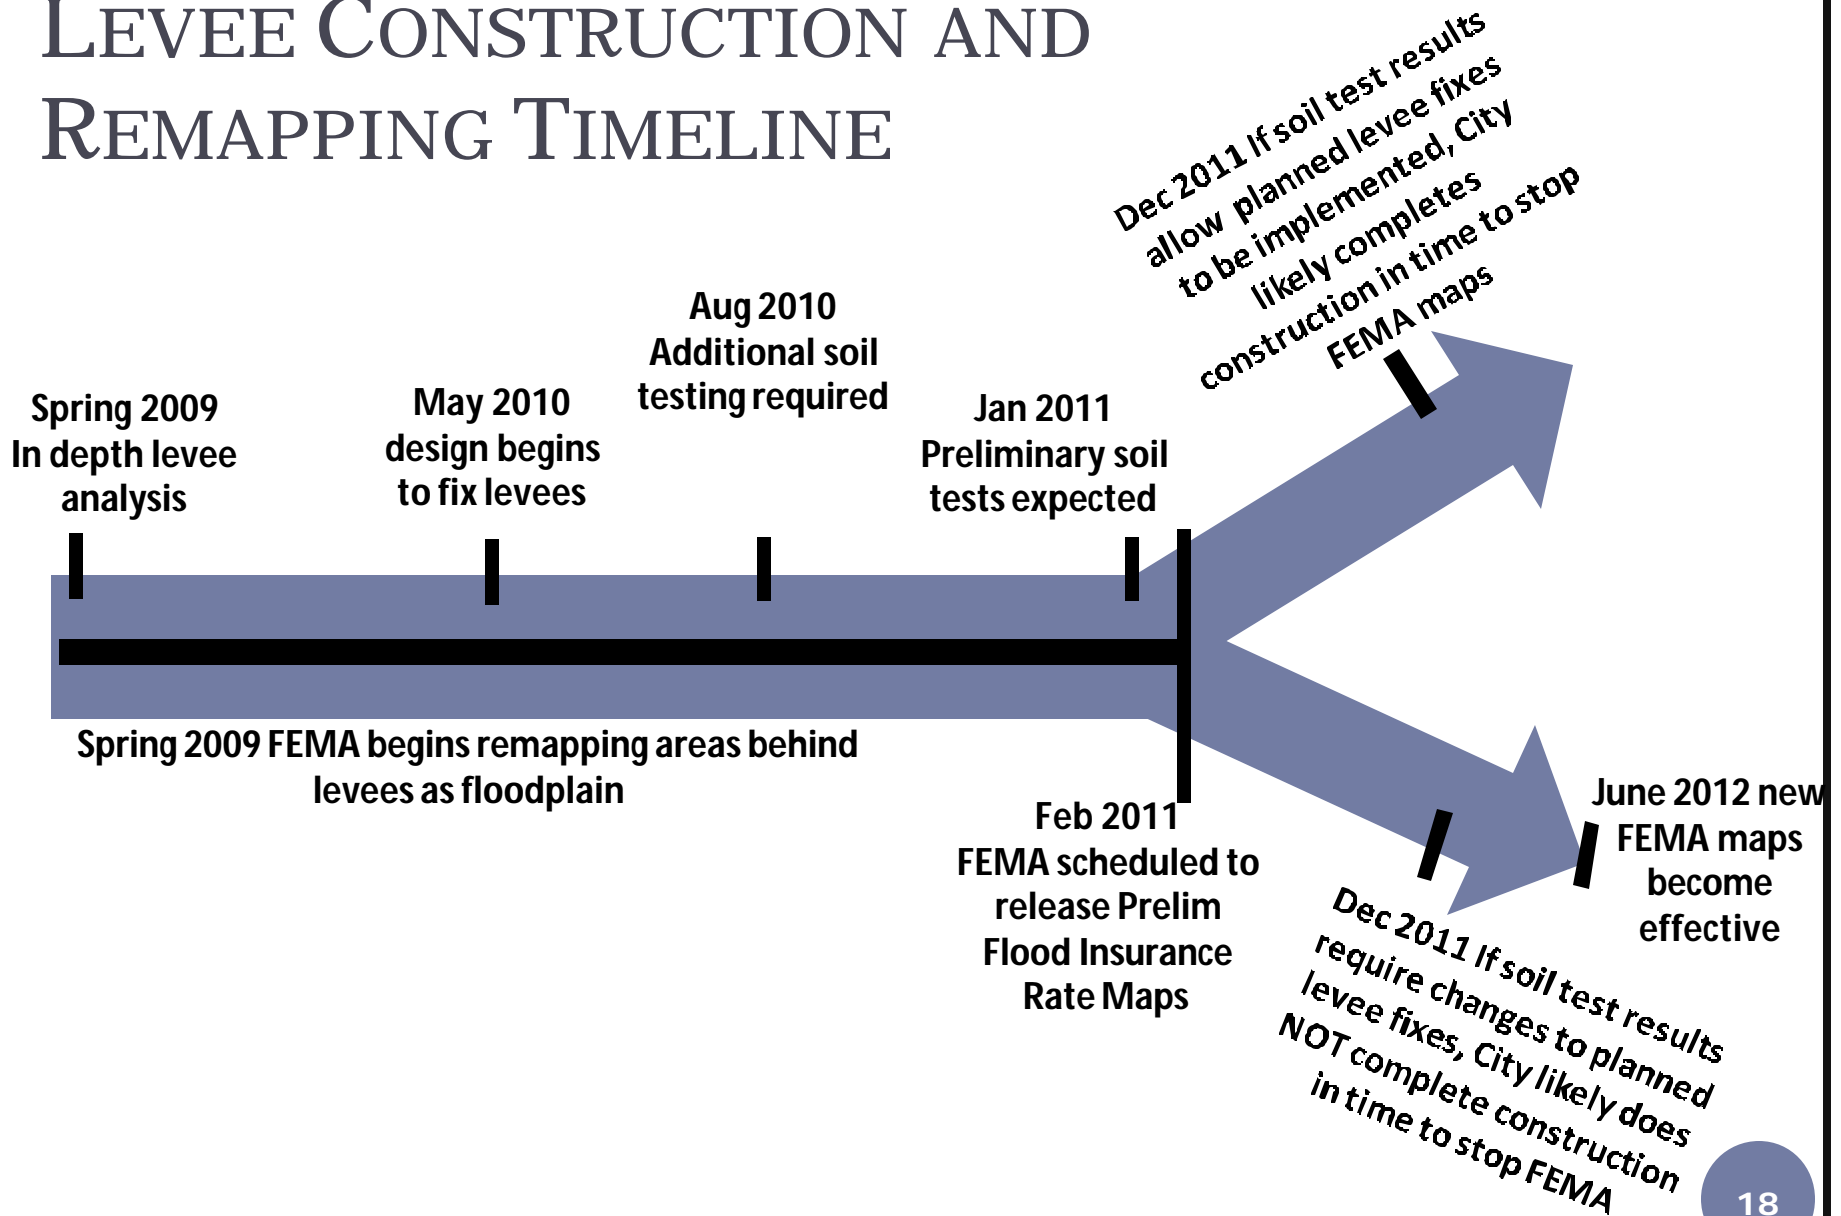 LEVEE CONSTRUCTION AND
REMAPPING TIMELINE
Dec 2011 If soil test results
allow planned levee fixes
to be implemented, City
likely completes
construction in time to stop
FEMA maps
Spring 2009
In depth levee
analysis
May 2010
design begins
to fix levees
Aug 2010
Additional soil
testing required
Jan 2011
Preliminary soil
tests expected
Spring 2009 FEMA begins remapping areas behind
levees as floodplain
Feb 2011
FEMA scheduled to
release Prelim
Flood Insurance
Rate Maps
June 2012 new
FEMA maps
become
effective
Dec 2011 If soil test results
require changes to planned
levee fixes, City likely does
NOT complete construction
in time to stop FEMA
18